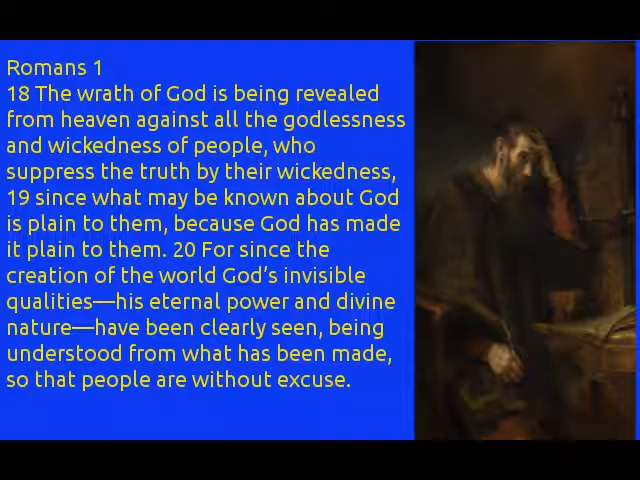 Romans 1
18 The wrath of God is being revealed
from heaven against all the godlessness
and wickedness of people, who
suppress the truth by their wickedness,
19 since what may be known about God
is plain to them, because God has made
it plain to them. 20 For since the
creation of the world God’s invisible
qualities—his eternal power and divine
nature—have been clearly seen, being
understood from what has been made,
so that people are without excuse.